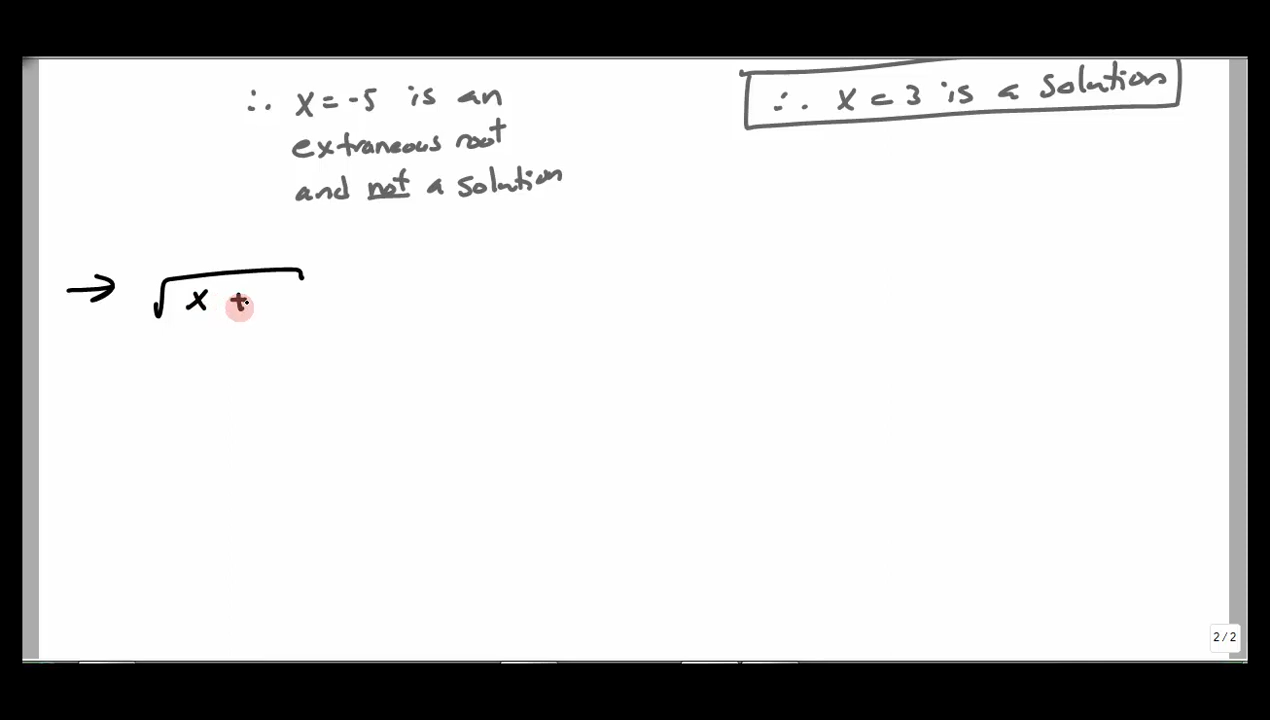 ∴ x = -5 is an
extraneous root
and not a solution
∴ x = 3 is a solution
→ √x +
2 / 2